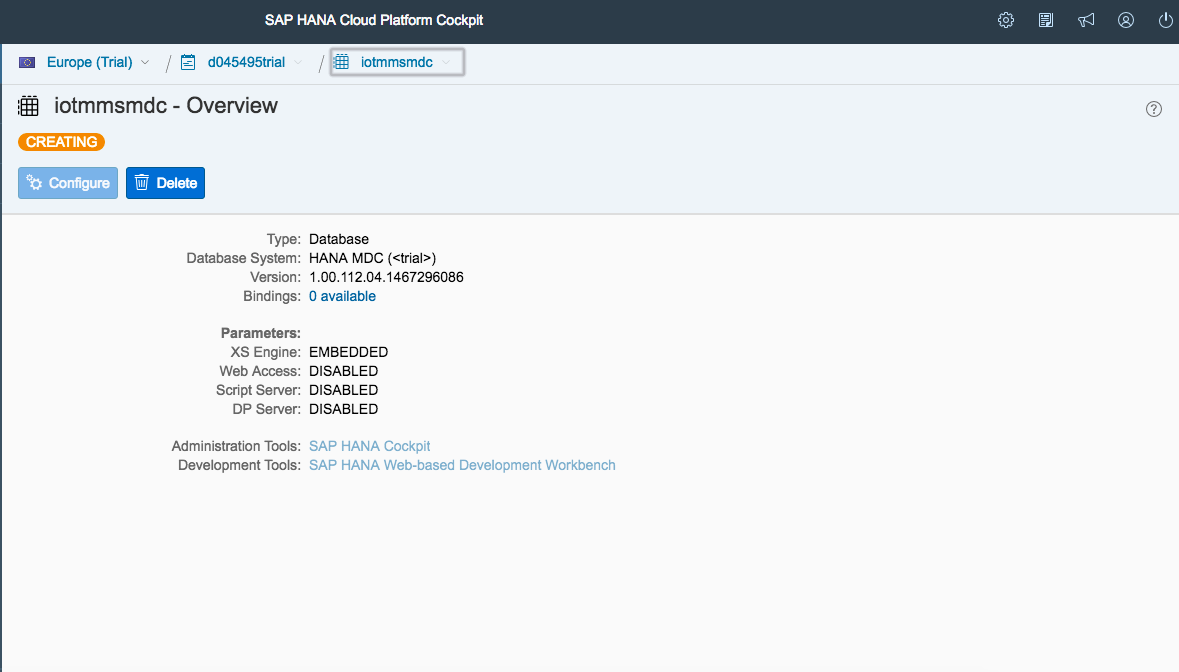 SAP HANA Cloud Platform Cockpit
Europe (Trial) / d045495trial / iotmmsmdc
iotmmsmdc - Overview
CREATING
Configure Delete
Type: Database
Database System: HANA MDC (<trial>)
Version: 1.00.112.04.1467296086
Bindings: 0 available
Parameters:
XS Engine: EMBEDDED
Web Access: DISABLED
Script Server: DISABLED
DP Server: DISABLED
Administration Tools: SAP HANA Cockpit
Development Tools: SAP HANA Web-based Development Workbench